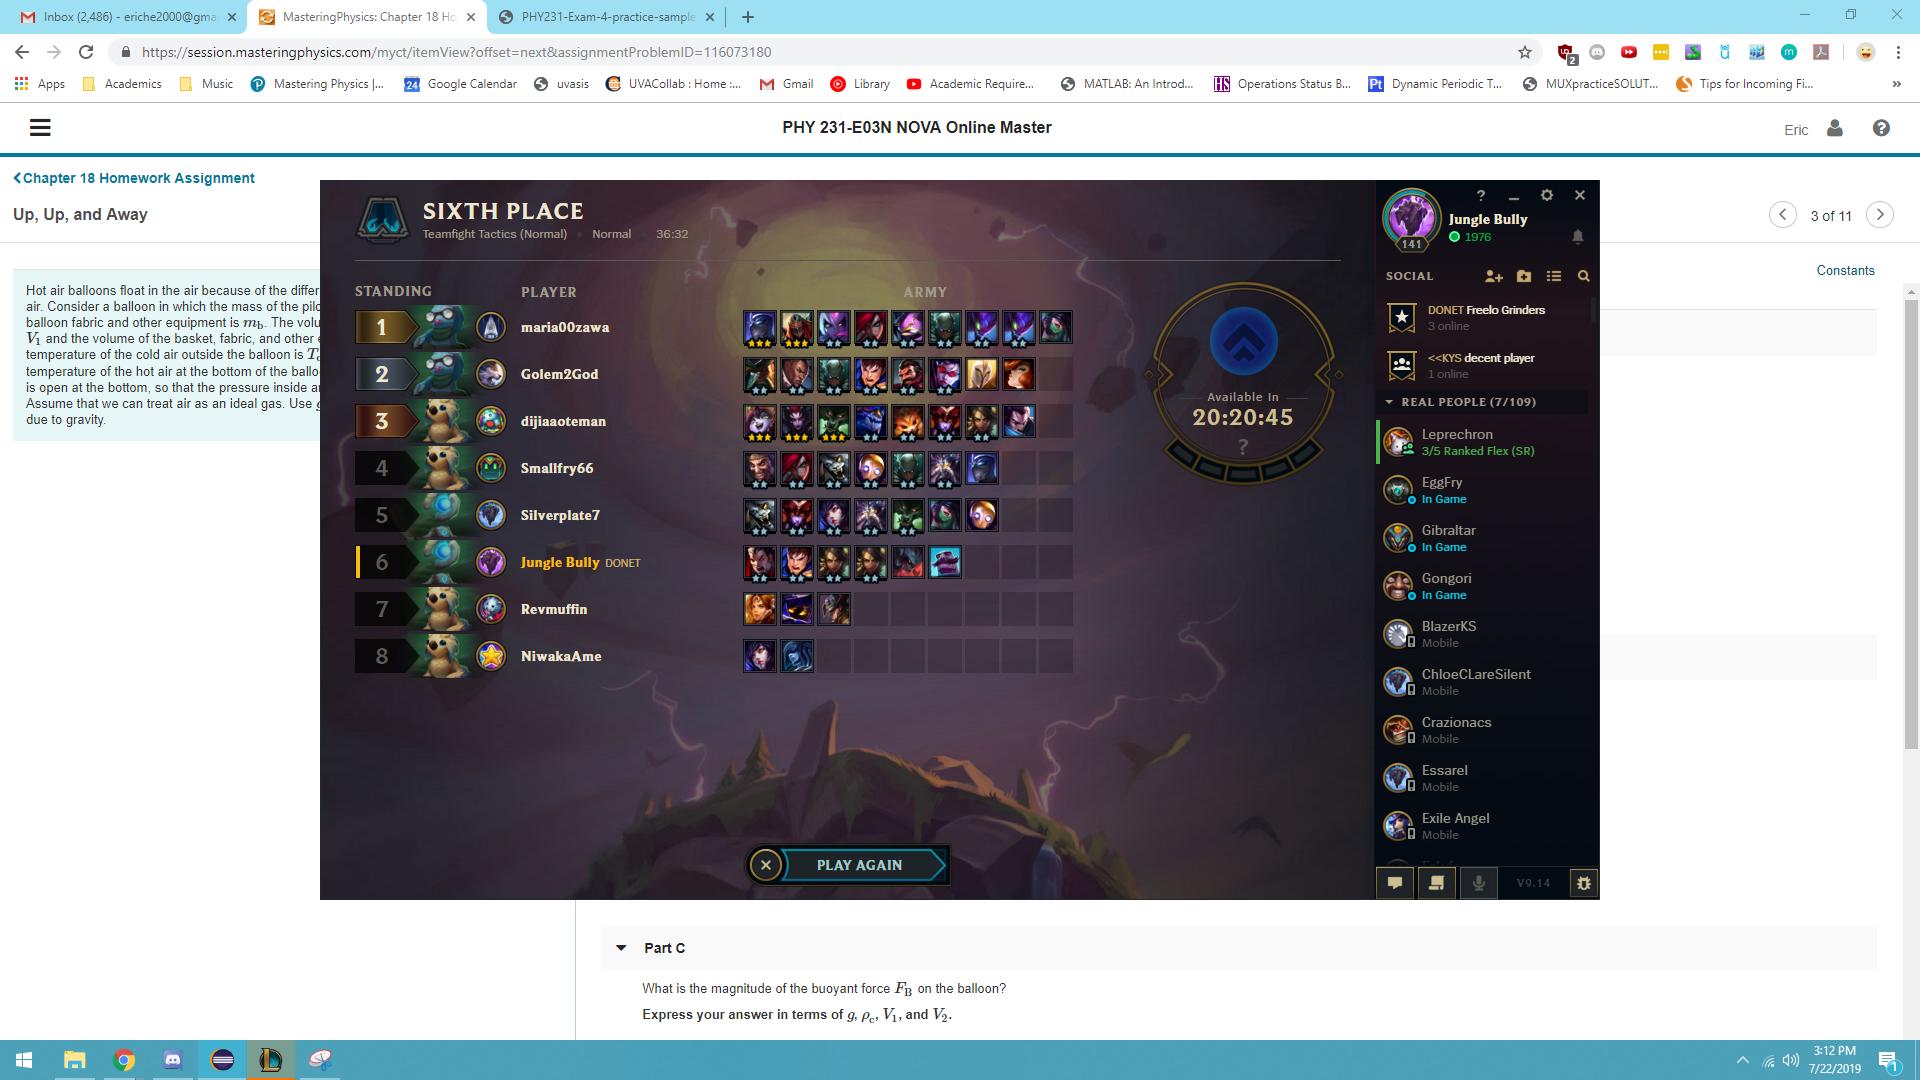 Inbox (2,486) - eriche2000@gma
MasteringPhysics: Chapter 18 Ho
PHY231-Exam-4-practice-sample
https://session.masteringphysics.com/myct/itemView?offset=next&assignmentProblemID=116073180
2
Apps
Academics
Music
Mastering Physics |...
24
Google Calendar
uvasis
UVACollab : Home :...
Gmail
Library
Academic Require...
MATLAB: An Introd...
HS
Operations Status B...
Pt
Dynamic Periodic T...
MUXpracticeSOLUT...
Tips for Incoming Fi...
»
PHY 231-E03N NOVA Online Master
Eric
Chapter 18 Homework Assignment
Up, Up, and Away
3 of 11
Constants
Hot air balloons float in the air because of the differ
air. Consider a balloon in which the mass of the pilo
balloon fabric and other equipment is m_b. The volu
V₁ and the volume of the basket, fabric, and other
temperature of the cold air outside the balloon is T
temperature of the hot air at the bottom of the ballo
is open at the bottom, so that the pressure inside a
Assume that we can treat air as an ideal gas. Use g
due to gravity.
SIXTH PLACE
Teamfight Tactics (Normal) Normal 36:32
STANDING PLAYER ARMY
1 maria00zawa
2 Golem2God
3 dijiaaoteman
4 Smallfry66
5 Silverplate7
6 Jungle Bully DONET
7 Revmuffin
8 NiwakaAme
Available In
20:20:45
?
PLAY AGAIN
?
Jungle Bully
1976
141
SOCIAL
DONET Freelo Grinders
3 online
<<KYS decent player
1 online
REAL PEOPLE (7/109)
Leprechron
3/5 Ranked Flex (SR)
EggFry
In Game
Gibraltar
In Game
Gongori
In Game
BlazerKS
Mobile
ChloeCLareSilent
Mobile
Crazionacs
Mobile
Essarel
Mobile
Exile Angel
Mobile
V9.14
Part C
What is the magnitude of the buoyant force F_B on the balloon?
Express your answer in terms of g, ρ_c, V₁, and V₂.
3:12 PM
7/22/2019
1